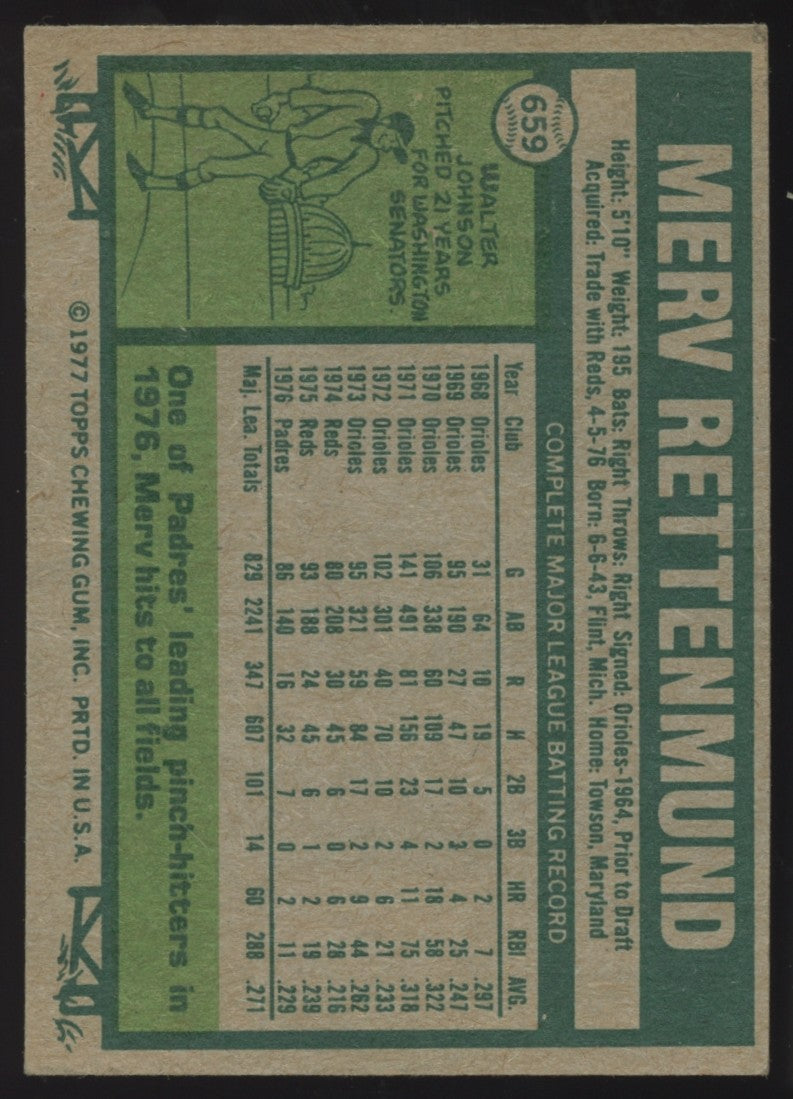 MERV RETTENMUND
659
Height: 5'10" Weight: 195 Bats: Right Throws: Right Signed: Orioles-1964, Prior to Draft
Acquired: Trade with Reds, 4-5-76 Born: 6-6-43, Flint, Mich. Home: Towson, Maryland
COMPLETE MAJOR LEAGUE BATTING RECORD
Year Club G AB R H 2B 3B HR RBI AVG.
1968 Orioles 31 64 10 19 5 0 2 7 .297
1969 Orioles 95 190 27 47 10 3 4 25 .247
1970 Orioles 106 338 60 109 17 2 18 58 .322
1971 Orioles 141 491 81 156 23 4 11 75 .318
1972 Orioles 102 301 40 70 10 2 6 21 .233
1973 Orioles 95 321 59 84 17 2 9 44 .262
1974 Reds 80 208 30 45 6 0 6 28 .216
1975 Reds 93 188 24 45 6 1 2 19 .239
1976 Padres 86 140 16 32 7 0 2 11 .229
Maj. Lea. Totals 829 2241 347 607 101 14 60 288 .271
WALTER
JOHNSON
PITCHED 21 YEARS
FOR WASHINGTON
SENATORS.
One of Padres' leading pinch-hitters in
1976, Merv hits to all fields.
©1977 TOPPS CHEWING GUM, INC. PRTD. IN U.S.A.